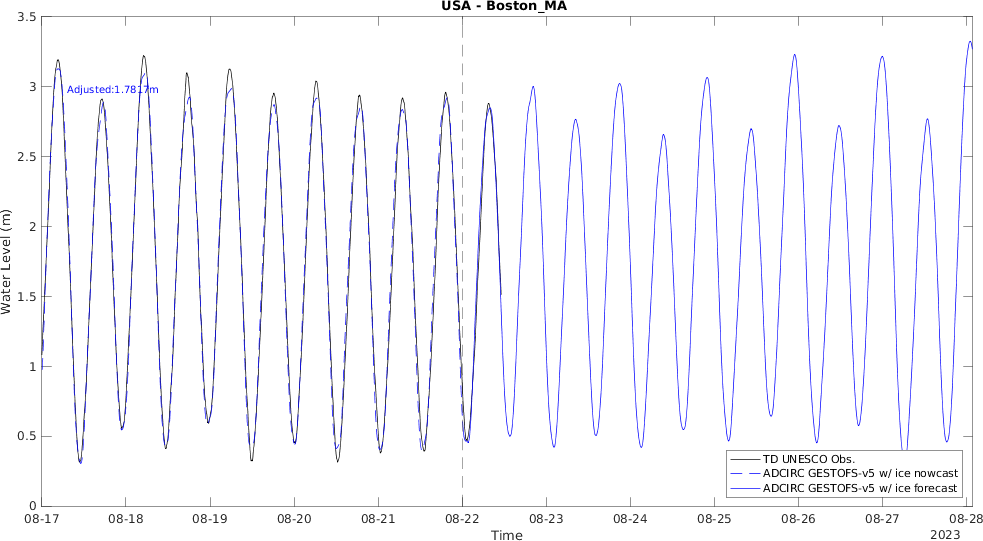 USA - Boston_MA
3.5
3
2.5
2
1.5
1
0.5
0
Water Level (m)
Adjusted:1.7817m
TD UNESCO Obs.
ADCIRC GESTOFS-v5 w/ ice nowcast
ADCIRC GESTOFS-v5 w/ ice forecast
08-17 08-18 08-19 08-20 08-21 08-22 08-23 08-24 08-25 08-26 08-27 08-28
Time
2023